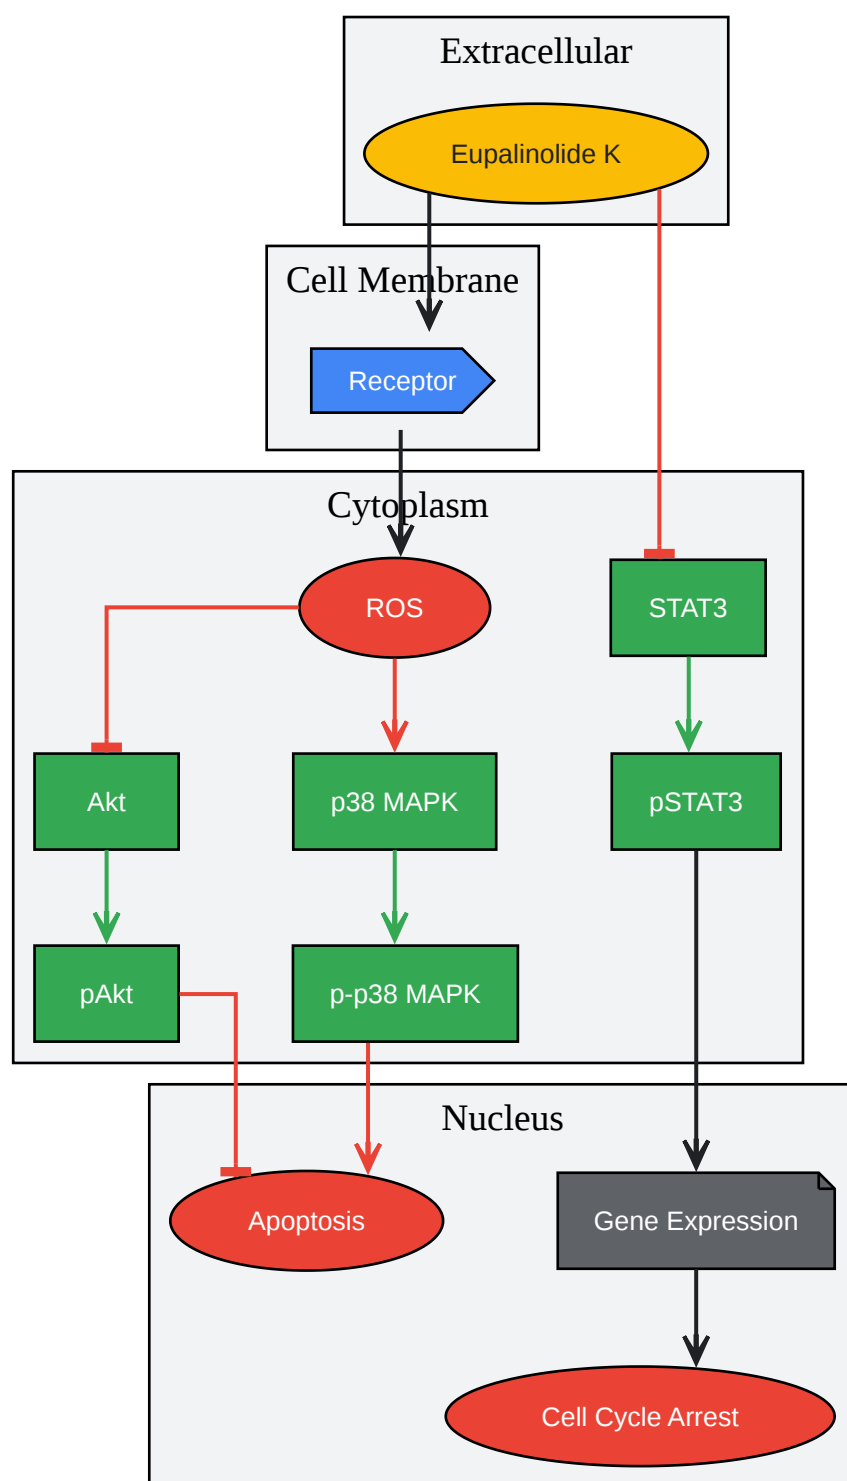 Extracellular
Eupalinolide K
Cell Membrane
Receptor
Cytoplasm
ROS
STAT3
Akt
p38 MAPK
pSTAT3
pAkt
p-p38 MAPK
Nucleus
Apoptosis
Gene Expression
Cell Cycle Arrest